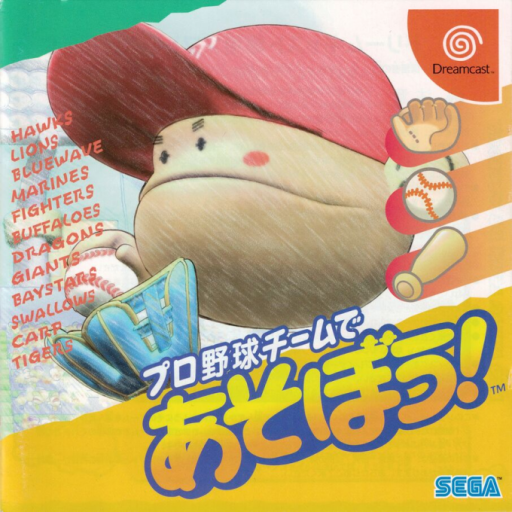 Dreamcast™
HAWKS
LIONS
BLUEWAVE
MARINES
FIGHTERS
BUFFALOES
DRAGONS
GIANTS
BAYSTARS
SWALLOWS
CARP
TIGERS
プロ野球チームで
あそぼう!™
SEGA